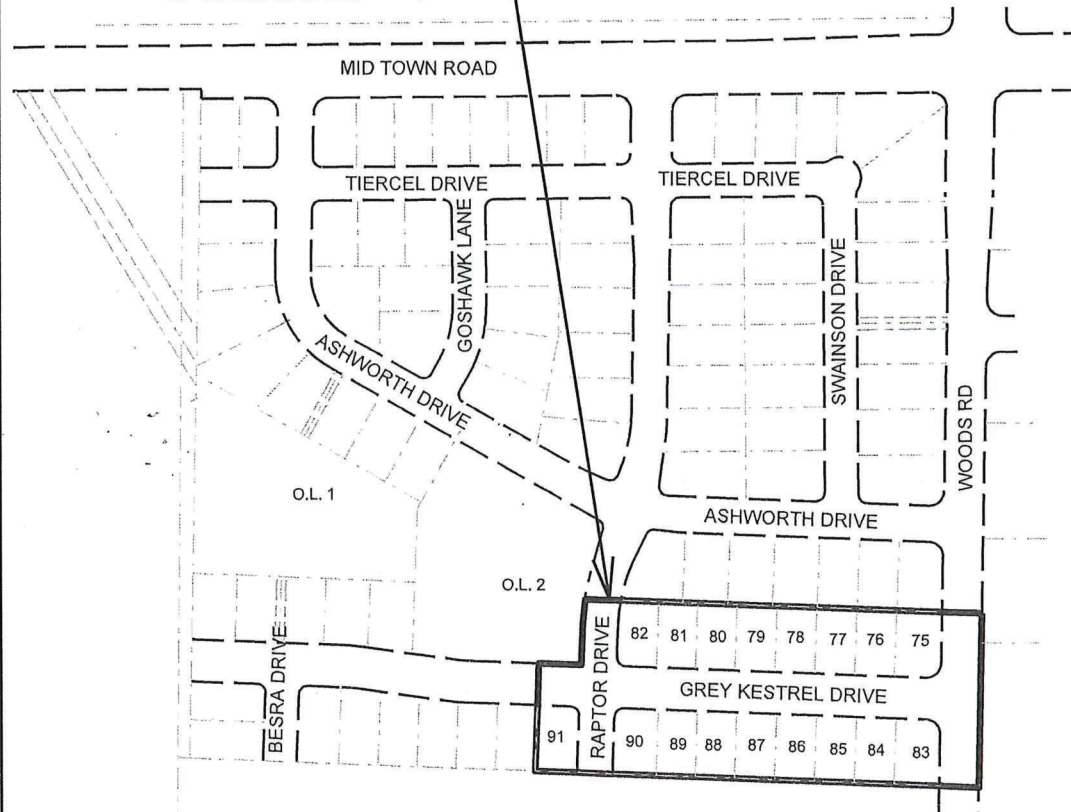 MID TOWN ROAD
TIERCEL DRIVE
TIERCEL DRIVE
GOSHAWK LANE
SWAINSON DRIVE
ASHWORTH DRIVE
WOODS RD
O.L. 1
ASHWORTH DRIVE
O.L. 2
82 81 80 79 78 77 76 75
BESRA DRIVE
RAPTOR DRIVE
GREY KESTREL DRIVE
91 90 89 88 87 86 85 84 83